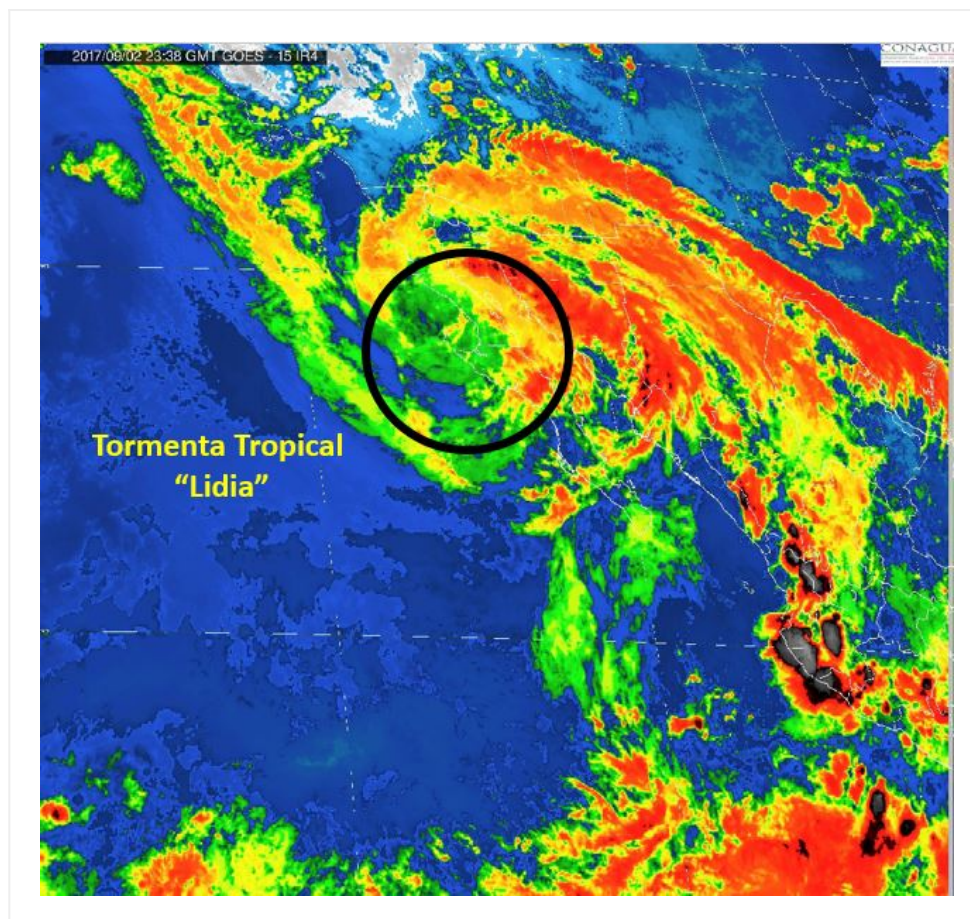 2017/09/02 23:38 GMT GOES - 15 IR4
CONAGUA
Tormenta Tropical
“Lidia”